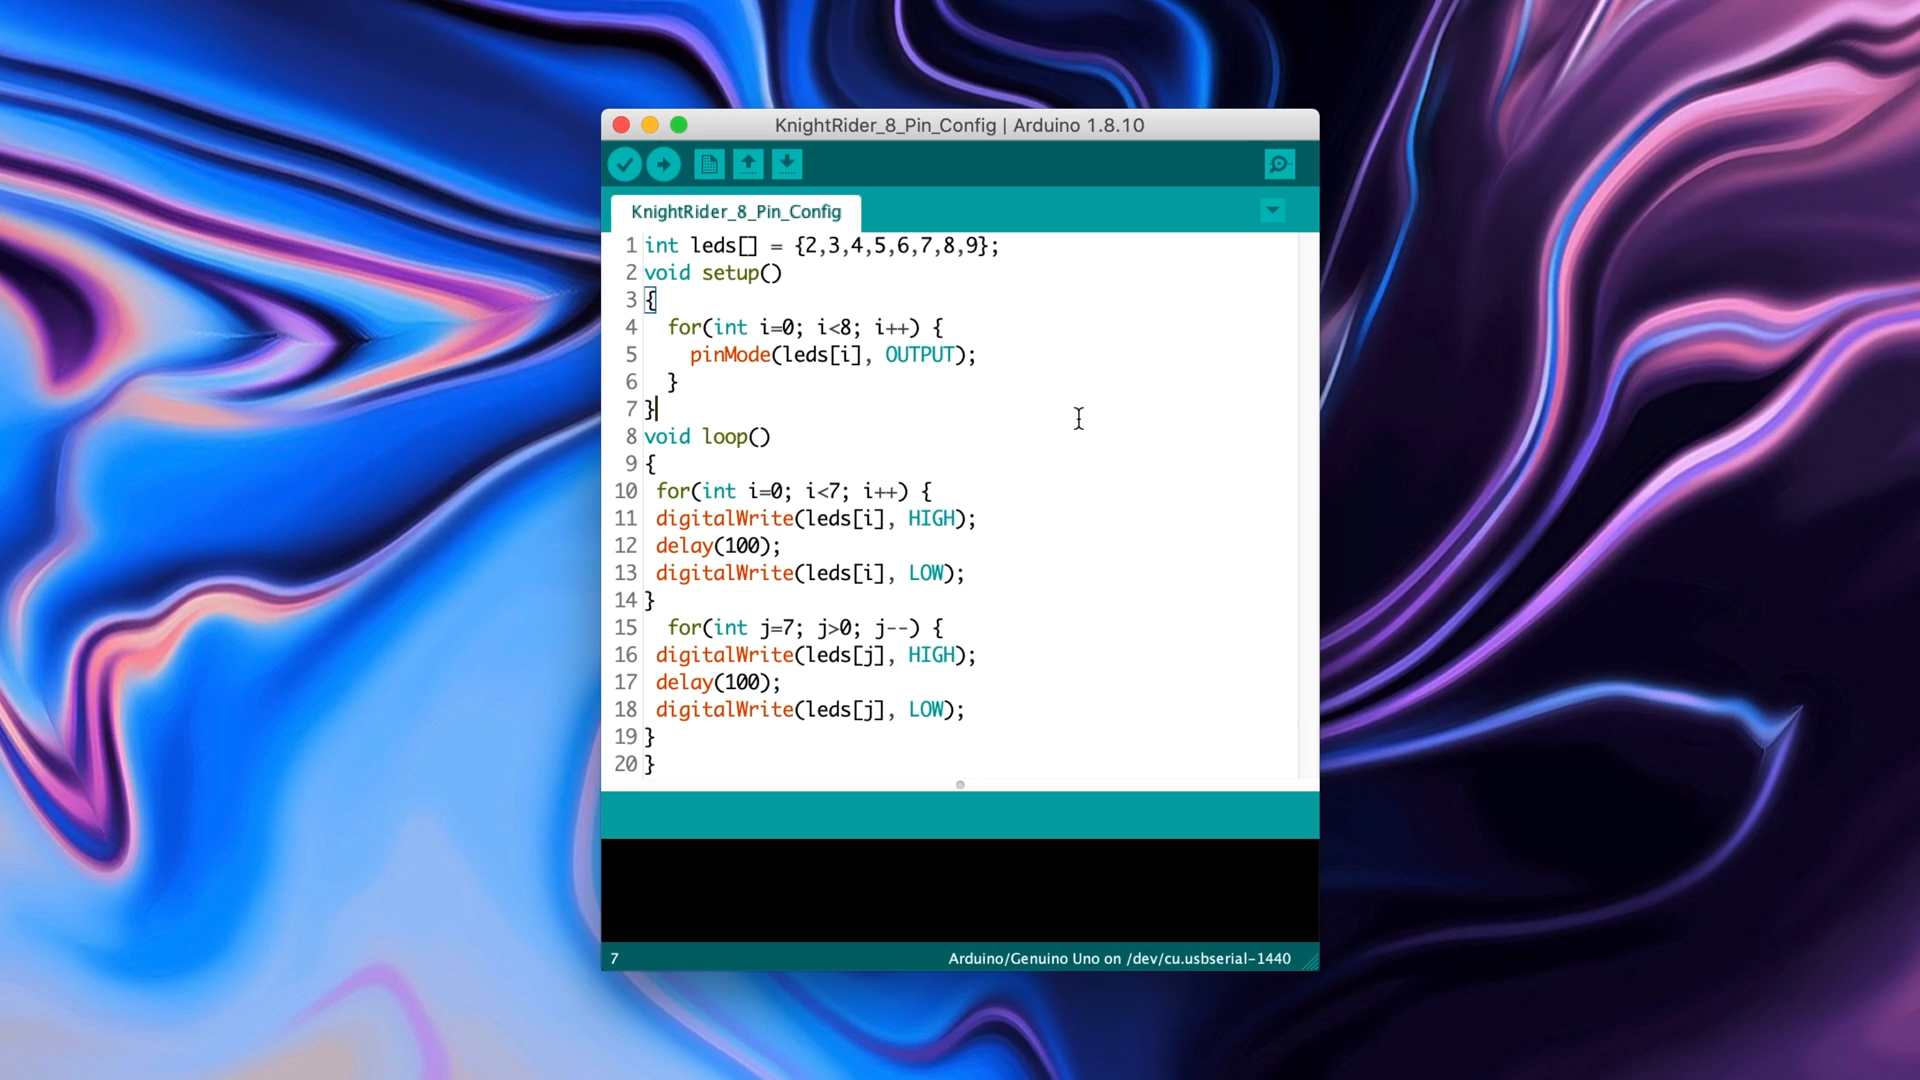 KnightRider_8_Pin_Config | Arduino 1.8.10
KnightRider_8_Pin_Config
1 int leds[] = {2,3,4,5,6,7,8,9};
2 void setup()
3 {
4   for(int i=0; i<8; i++) {
5     pinMode(leds[i], OUTPUT);
6   }
7 }
8 void loop()
9 {
10  for(int i=0; i<7; i++) {
11  digitalWrite(leds[i], HIGH);
12  delay(100);
13  digitalWrite(leds[i], LOW);
14 }
15   for(int j=7; j>0; j--) {
16  digitalWrite(leds[j], HIGH);
17  delay(100);
18  digitalWrite(leds[j], LOW);
19 }
20 }
7 Arduino/Genuino Uno on /dev/cu.usbserial-1440